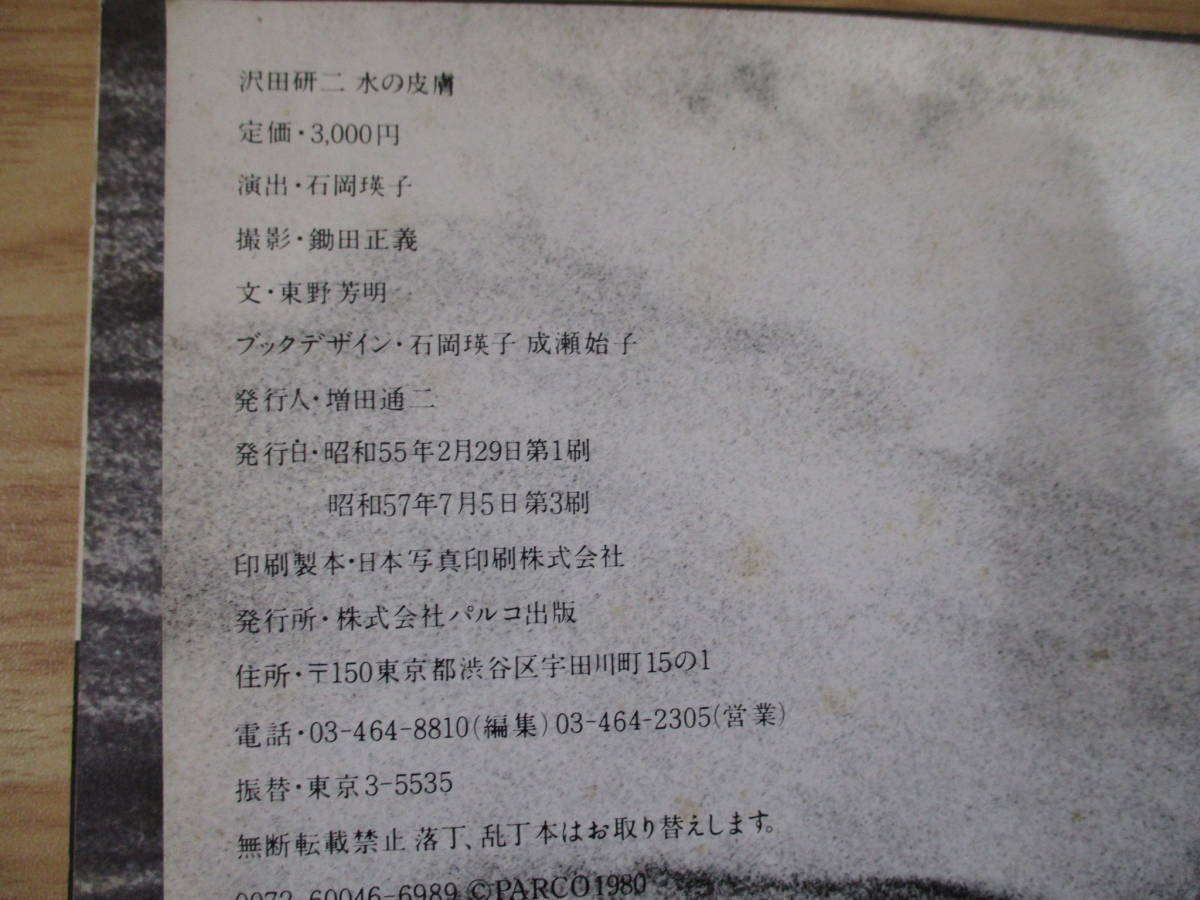 沢田研二 水の皮膚
定価・3,000円
演出・石岡瑛子
撮影・鋤田正義
文・東野芳明
ブックデザイン・石岡瑛子 成瀬始子
発行人・増田通二
発行日・昭和55年2月29日第1刷
昭和57年7月5日第3刷
印刷製本・日本写真印刷株式会社
発行所・株式会社パルコ出版
住所・〒150東京都渋谷区宇田川町15の1
電話・03-464-8810(編集)03-464-2305(営業)
振替・東京3-5535
無断転載禁止 落丁、乱丁本はお取り替えします。
0072-60046-6989 ©PARCO1980